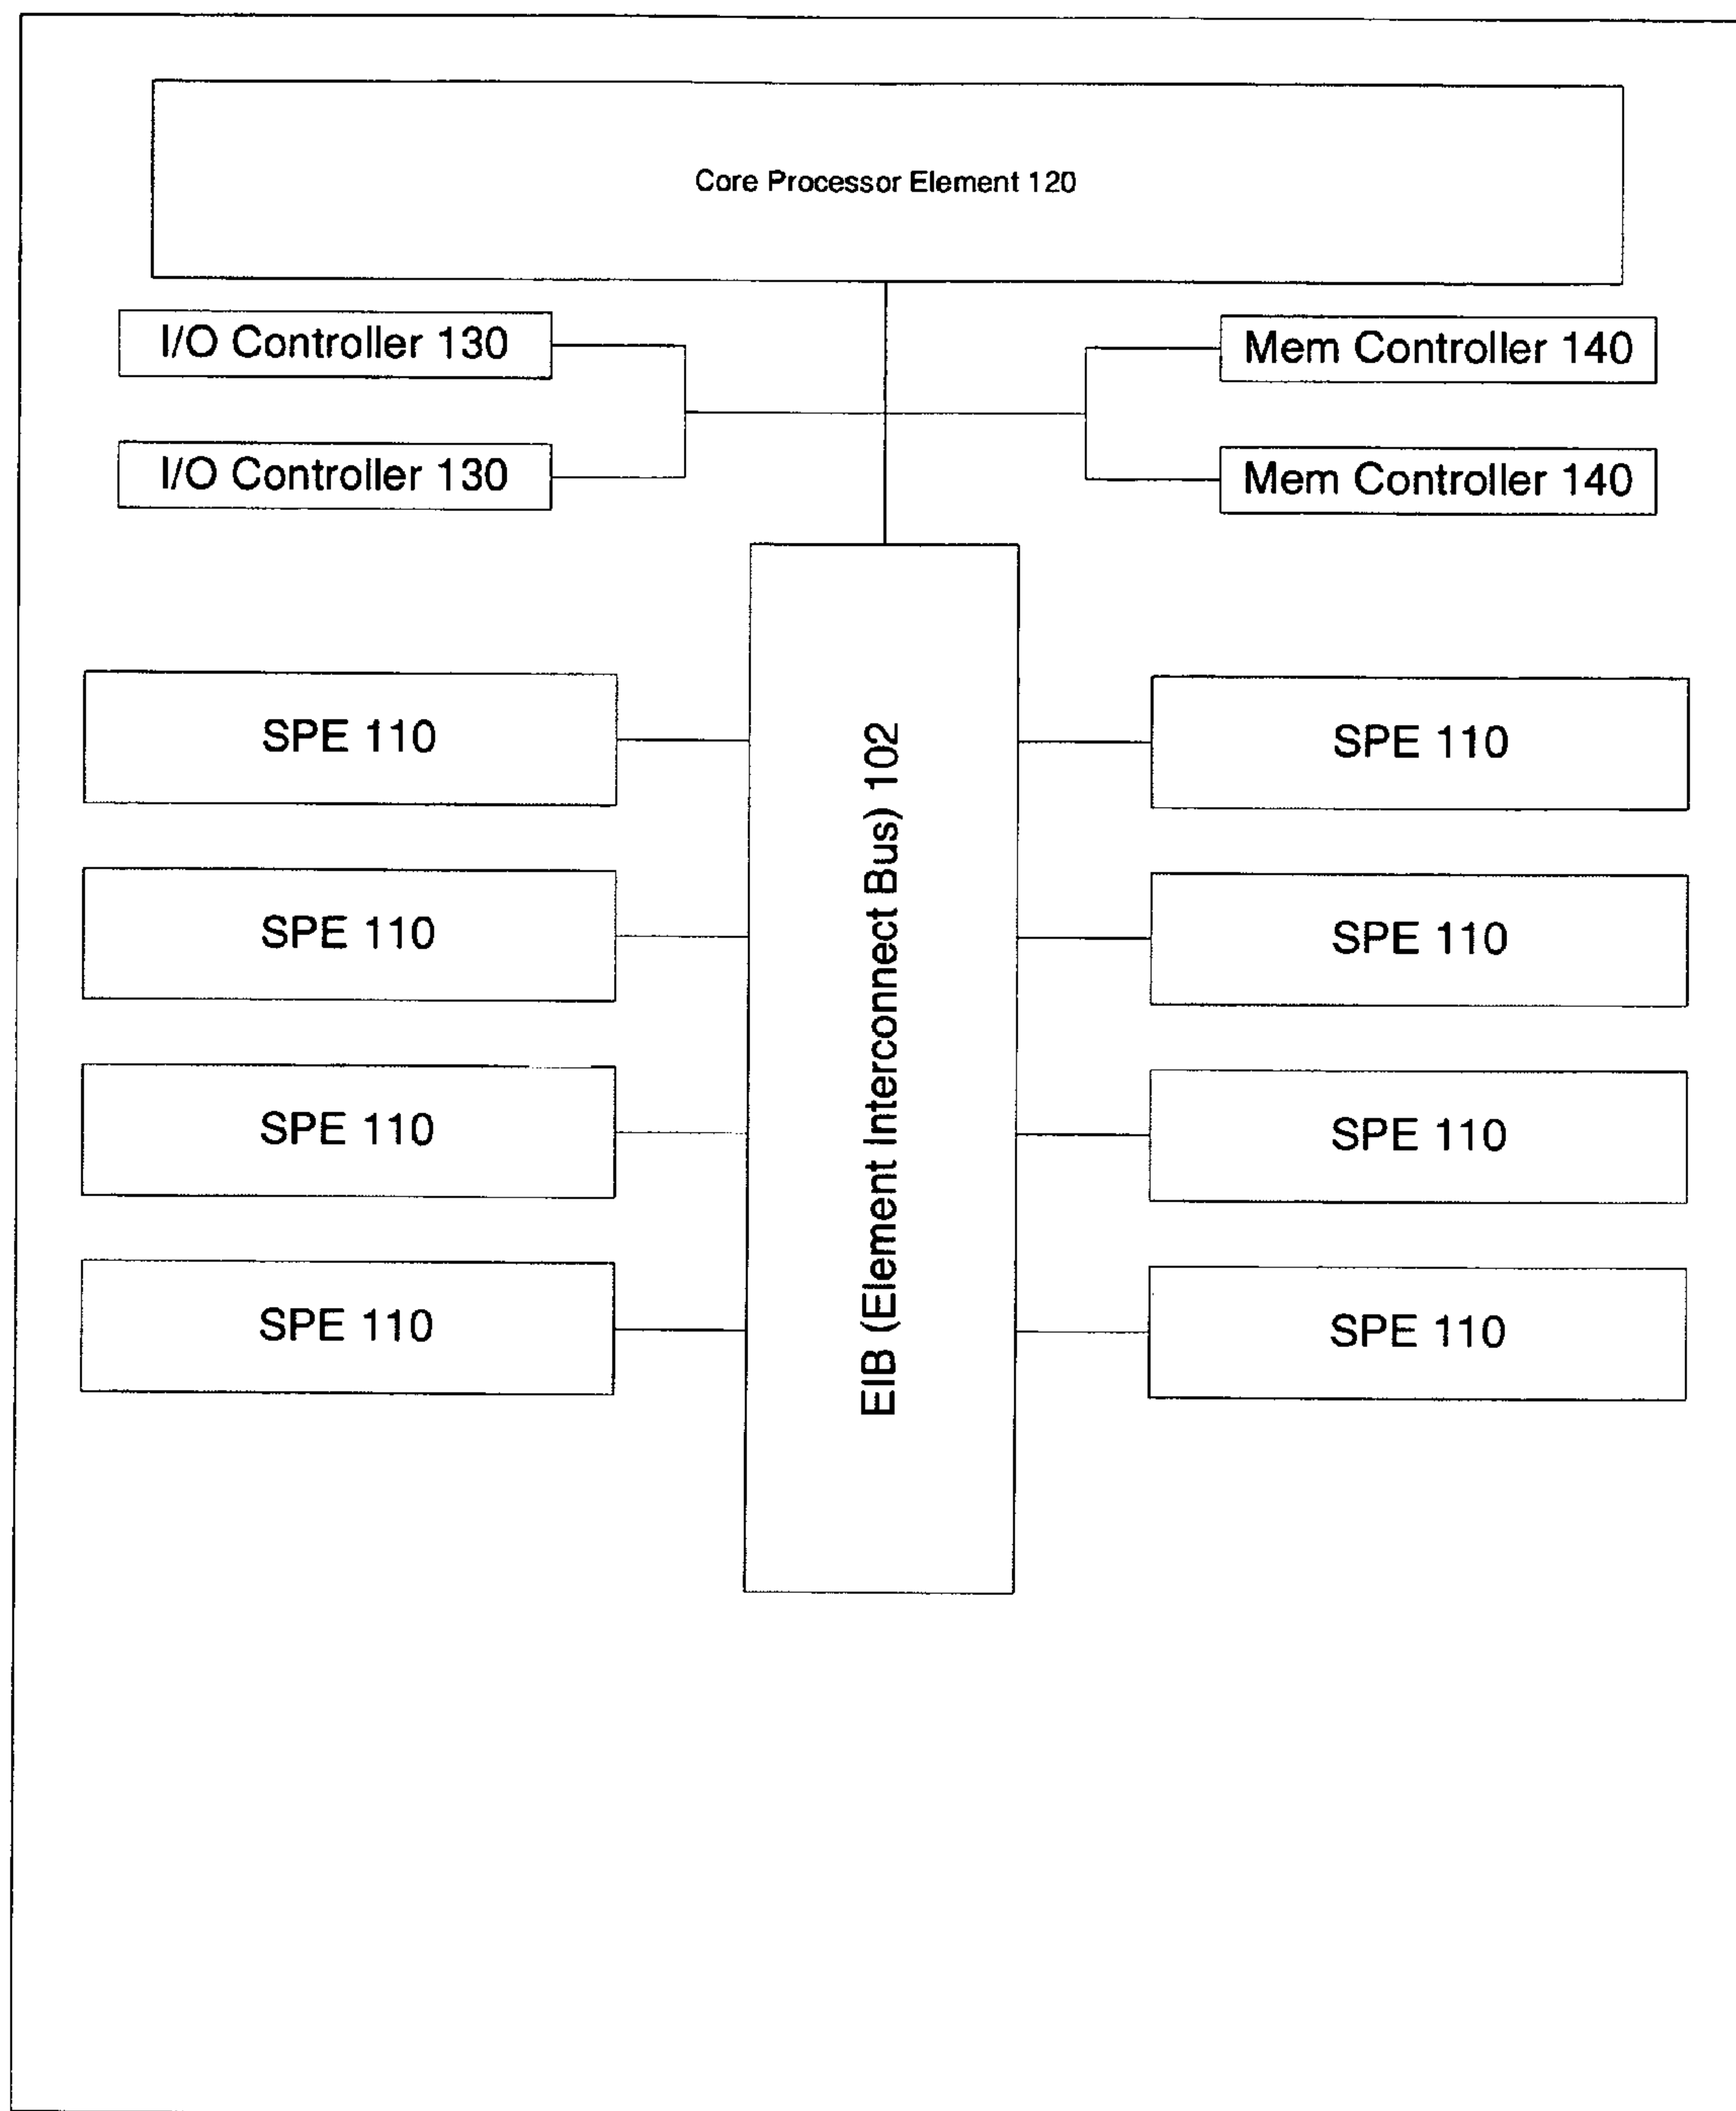 Core Processor Element 120
I/O Controller 130
Mem Controller 140
I/O Controller 130
Mem Controller 140
EIB (Element Interconnect Bus) 102
SPE 110
SPE 110
SPE 110
SPE 110
SPE 110
SPE 110
SPE 110
SPE 110